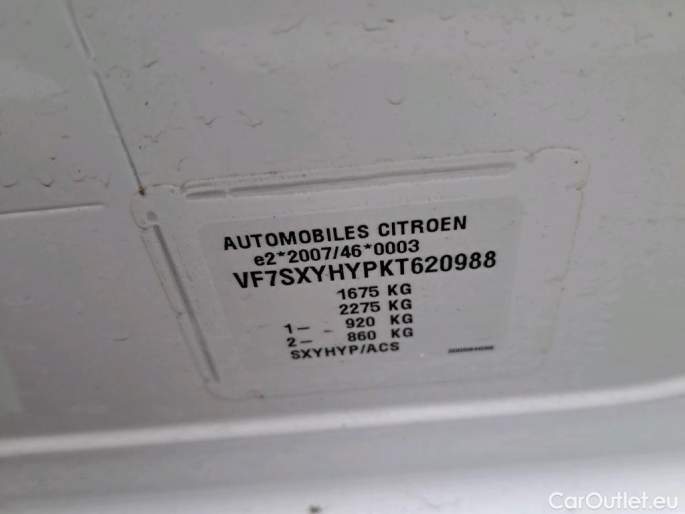 AUTOMOBILES CITROEN
e2*2007/46*0003
VF7SXYHYPKT620988
1675 KG
2275 KG
1– - 920 KG
2– 860 KG
SXYHYP/ACS
CarOutlet.eu